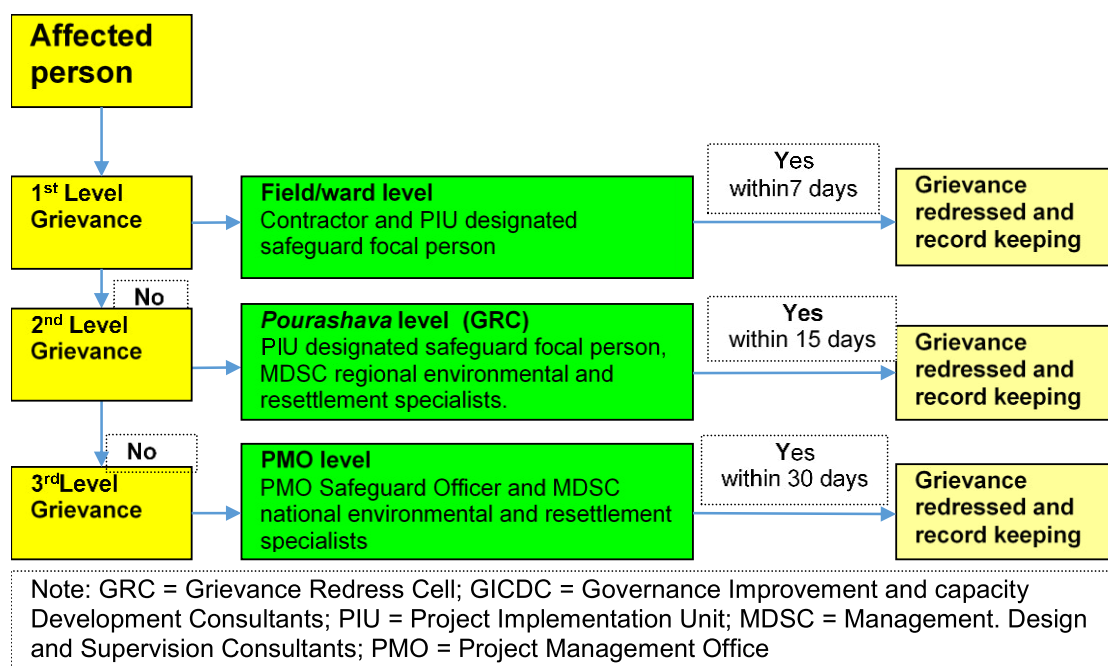 Affected
person
1st Level
Grievance
Field/ward level
Contractor and PIU designated
safeguard focal person
Yes
within7 days
Grievance
redressed and
record keeping
No
2nd Level
Grievance
Pourashava level (GRC)
PIU designated safeguard focal person,
MDSC regional environmental and
resettlement specialists.
Yes
within 15 days
Grievance
redressed and
record keeping
No
3rdLevel
Grievance
PMO level
PMO Safeguard Officer and MDSC
national environmental and resettlement
specialists
Yes
within 30 days
Grievance
redressed and
record keeping
Note: GRC = Grievance Redress Cell; GICDC = Governance Improvement and capacity
Development Consultants; PIU = Project Implementation Unit; MDSC = Management. Design
and Supervision Consultants; PMO = Project Management Office